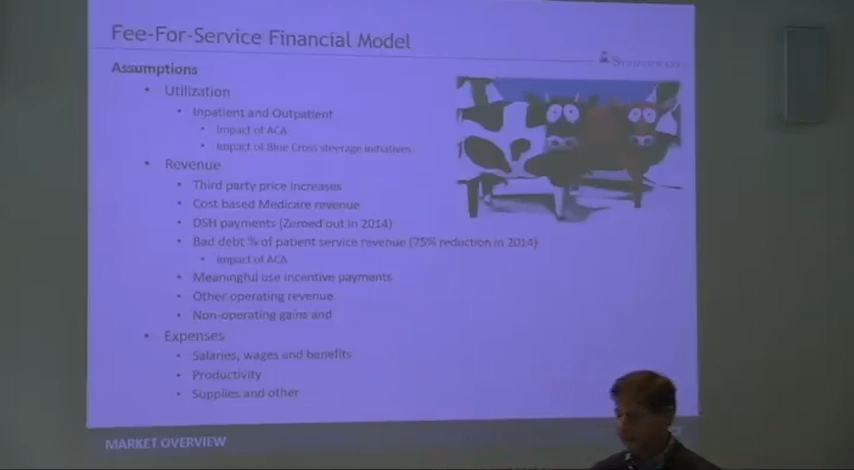 Fee-For-Service Financial Model
Assumptions
• Utilization
• Inpatient and Outpatient
• Impact of ACA
• Impact of Blue Cross steerage initiatives
• Revenue
• Third party price increases
• Cost based Medicare revenue
• DSH payments (Zeroed out in 2014)
• Bad debt % of patient service revenue (75% reduction in 2014)
• Impact of ACA
• Meaningful use incentive payments
• Other operating revenue
• Non-operating gains and
• Expenses
• Salaries, wages and benefits
• Productivity
• Supplies and other
MARKET OVERVIEW